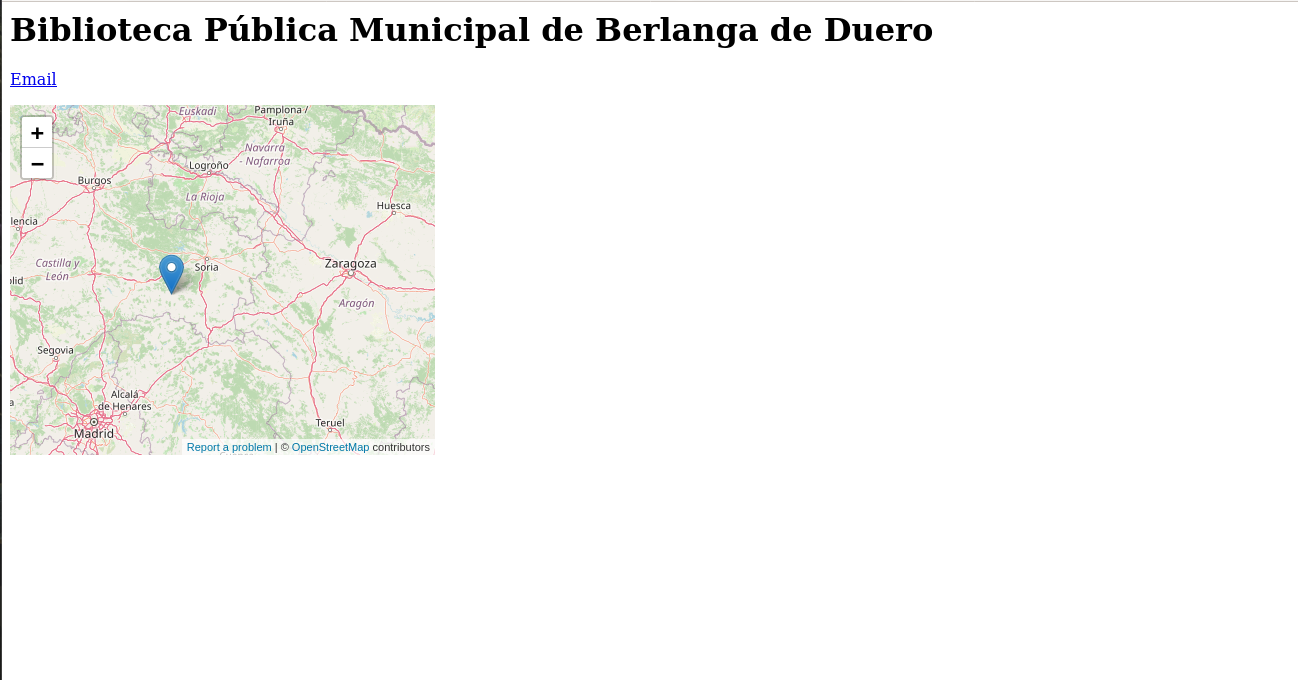 Biblioteca Pública Municipal de Berlanga de Duero
Email
+
−
Euskadi
Pamplona /
Iruña
Navarra
- Nafarroa
Logroño
Burgos
La Rioja
Huesca
lencia
Castilla y
León
Soria
Zaragoza
olid
Aragón
Segovia
Alcalá
de Henares
a
Teruel
Madrid
Report a problem | © OpenStreetMap contributors